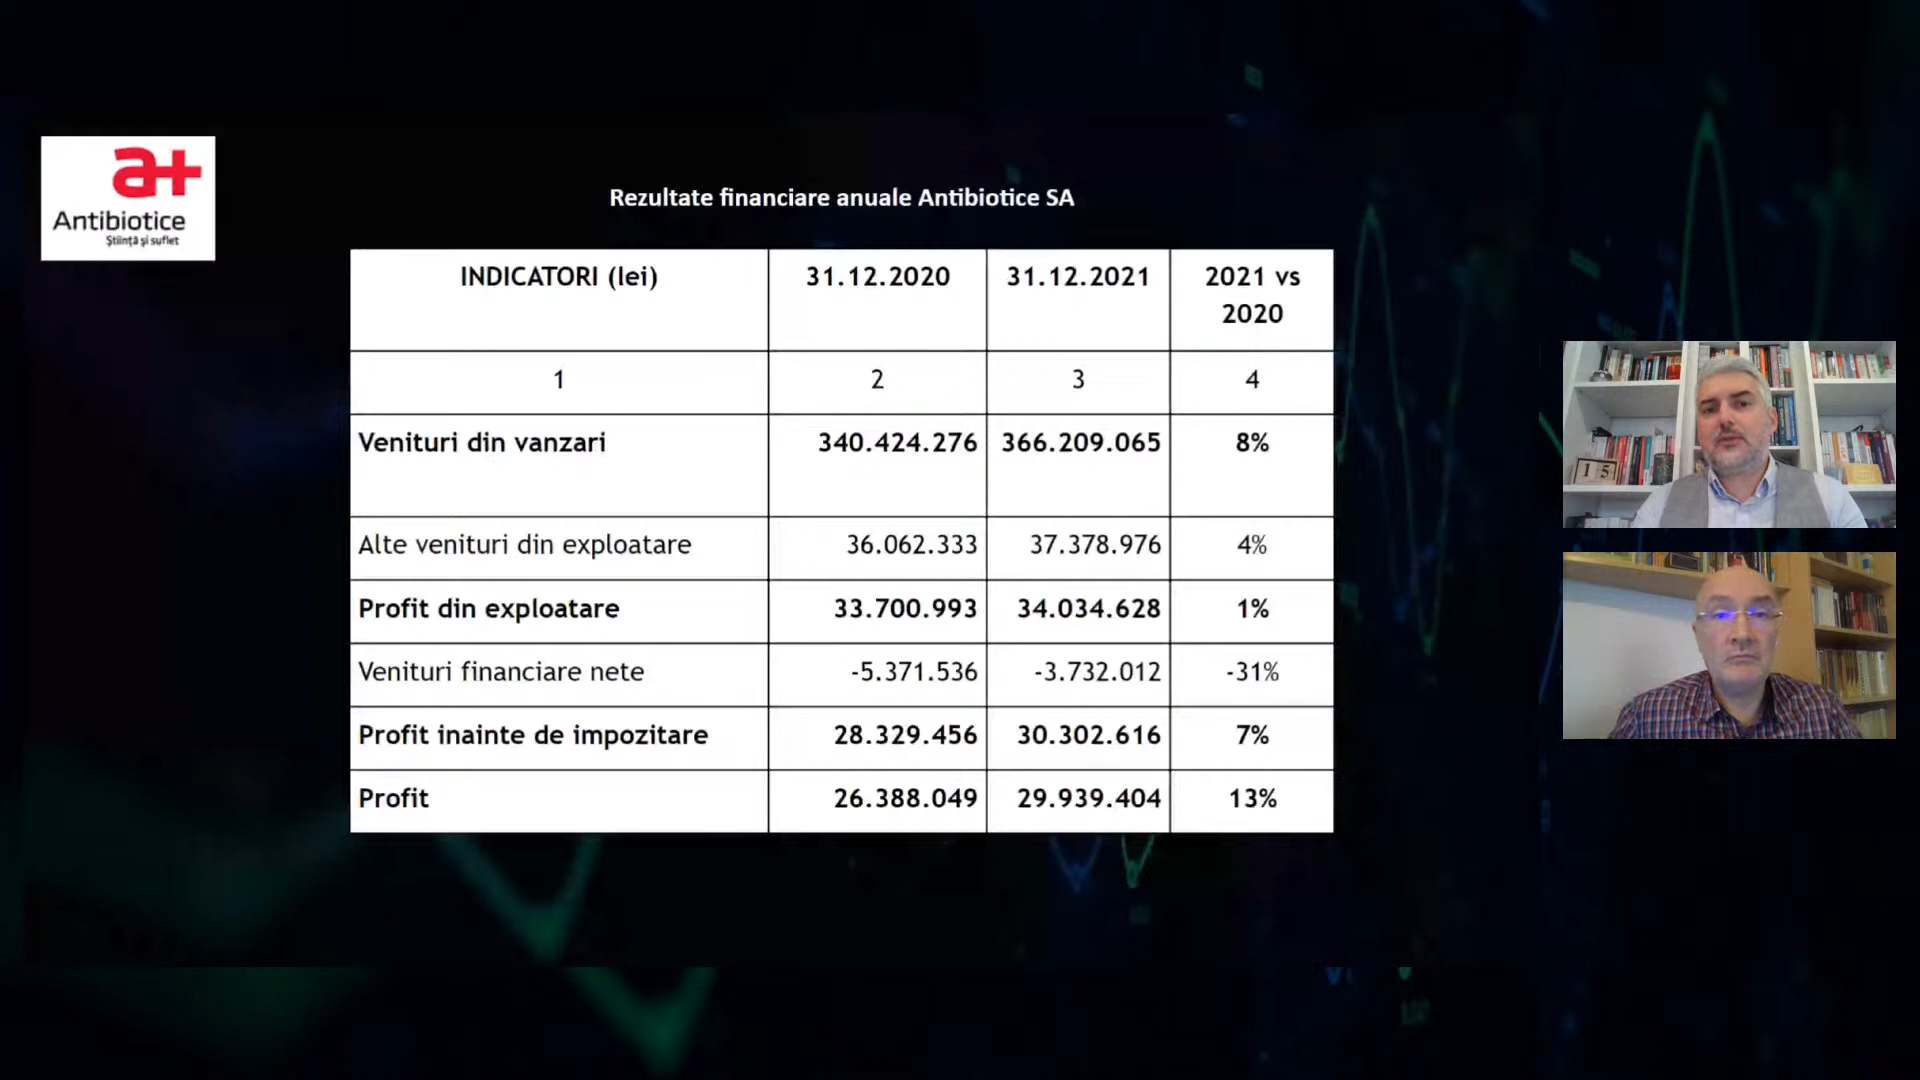 a+
Antibiotice
Știință și suflet
Rezultate financiare anuale Antibiotice SA
INDICATORI (lei) 31.12.2020 31.12.2021 2021 vs
2020
1 2 3 4
Venituri din vanzari 340.424.276 366.209.065 8%
Alte venituri din exploatare 36.062.333 37.378.976 4%
Profit din exploatare 33.700.993 34.034.628 1%
Venituri financiare nete -5.371.536 -3.732.012 -31%
Profit inainte de impozitare 28.329.456 30.302.616 7%
Profit 26.388.049 29.939.404 13%
1 5